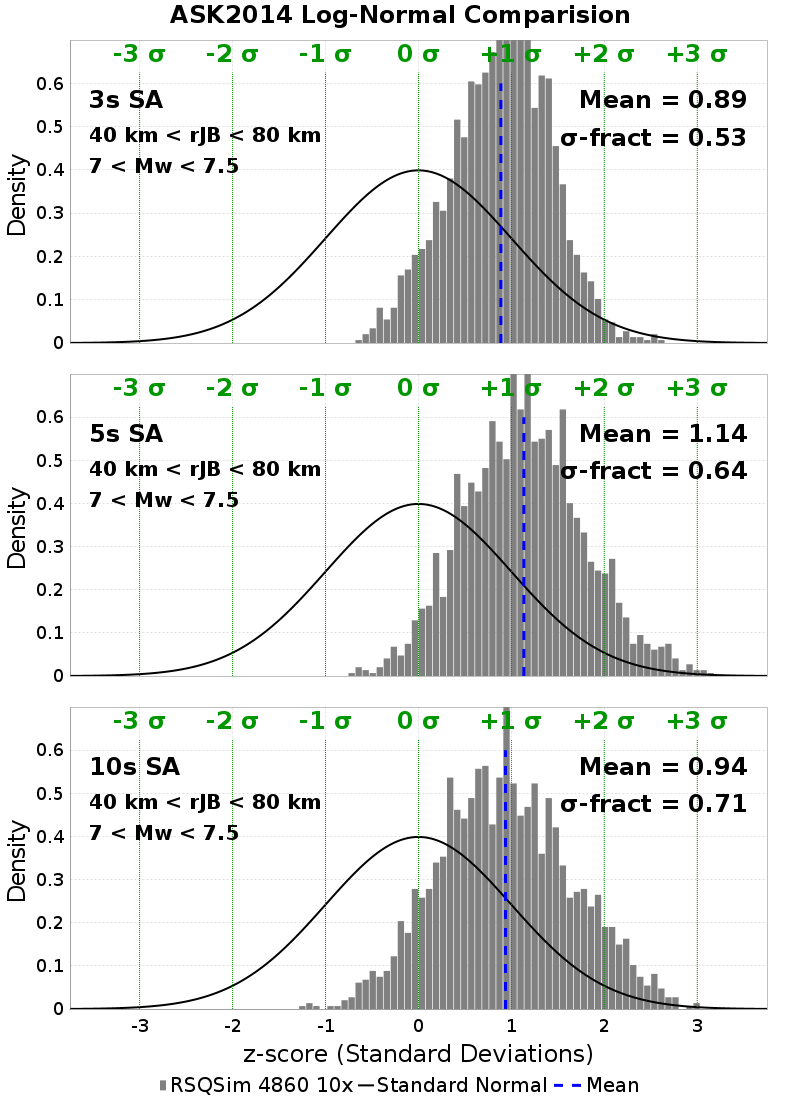 ASK2014 Log-Normal Comparision
-3 σ -2 σ -1 σ 0 σ +1 σ +2 σ +3 σ
0.6
3s SA Mean = 0.89
0.5
40 km < rJB < 80 km σ-fract = 0.53
7 < Mw < 7.5
0.4
0.3
0.2
0.1
0
Density
-3 σ -2 σ -1 σ 0 σ +1 σ +2 σ +3 σ
0.6
5s SA Mean = 1.14
0.5
40 km < rJB < 80 km σ-fract = 0.64
7 < Mw < 7.5
0.4
0.3
0.2
0.1
0
Density
-3 σ -2 σ -1 σ 0 σ +1 σ +2 σ +3 σ
0.6
10s SA Mean = 0.94
0.5
40 km < rJB < 80 km σ-fract = 0.71
7 < Mw < 7.5
0.4
0.3
0.2
0.1
0
Density
-3 -2 -1 0 1 2 3
z-score (Standard Deviations)
RSQSim 4860 10x Standard Normal Mean